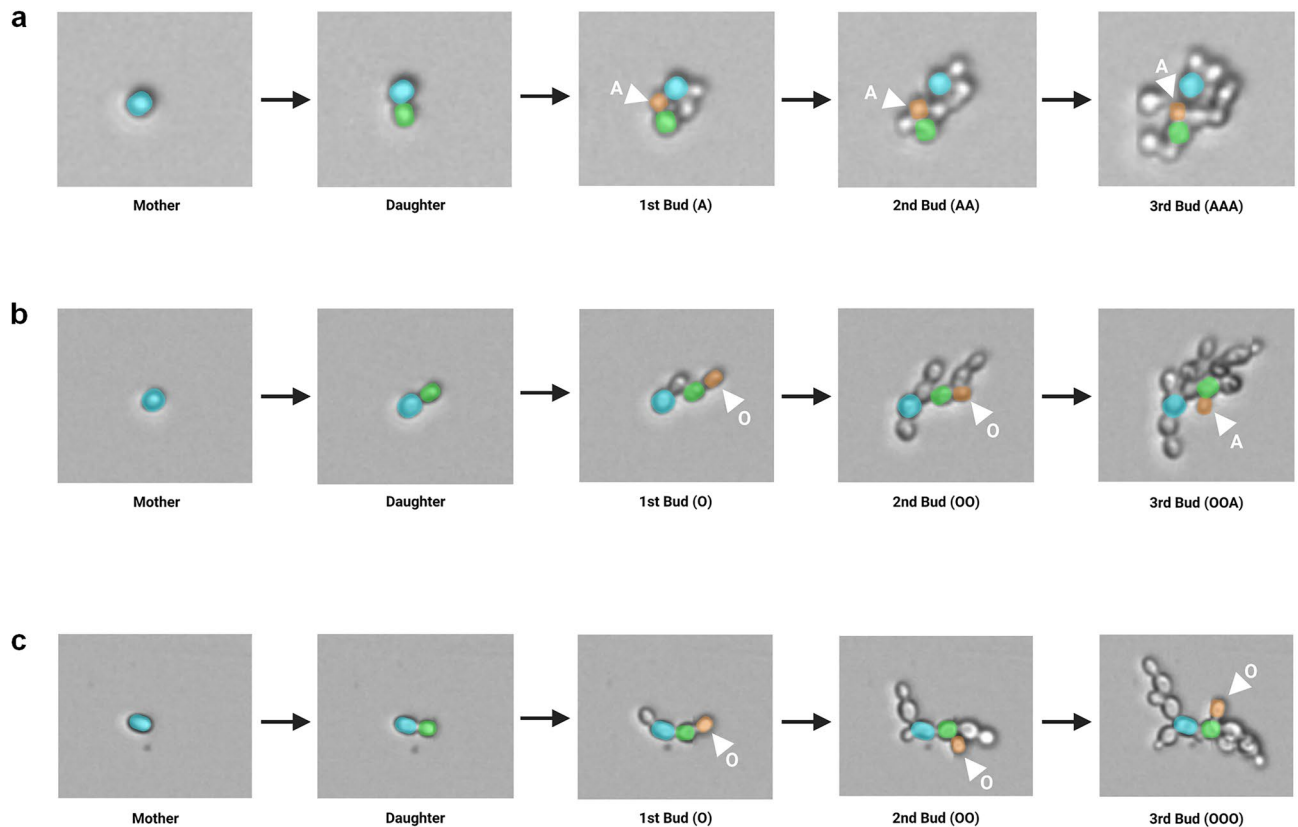 a
A
A
A
Mother
Daughter
1st Bud (A)
2nd Bud (AA)
3rd Bud (AAA)
b
O
O
A
Mother
Daughter
1st Bud (O)
2nd Bud (OO)
3rd Bud (OOA)
c
O
O
O
Mother
Daughter
1st Bud (O)
2nd Bud (OO)
3rd Bud (OOO)